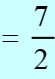 = 7/2